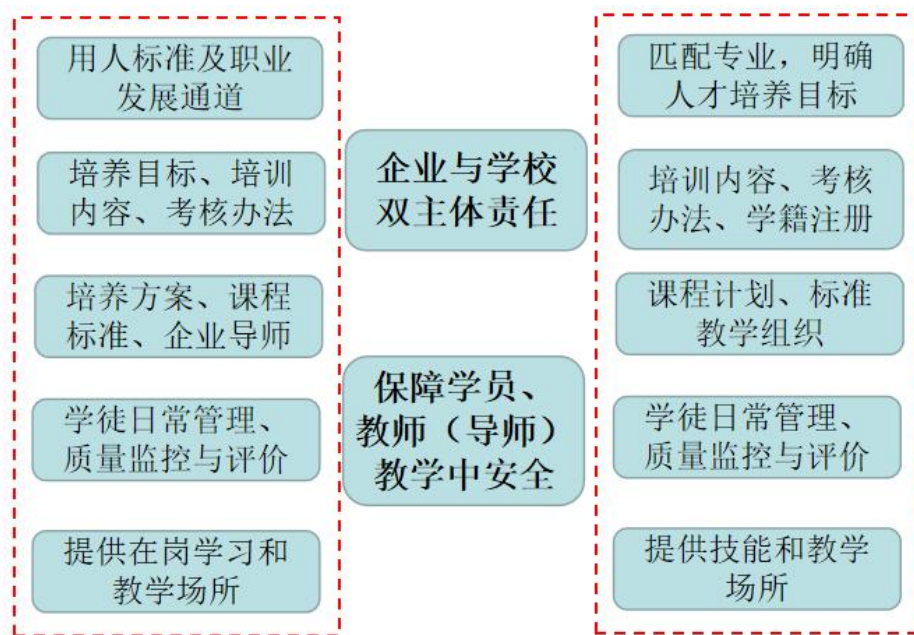 用人标准及职业
发展通道
培养目标、培训
内容、考核办法
培养方案、课程
标准、企业导师
学徒日常管理、
质量监控与评价
提供在岗学习和
教学场所
企业与学校
双主体责任
保障学员、
教师（导师）
教学中安全
匹配专业，明确
人才培养目标
培训内容、考核
办法、学籍注册
课程计划、标准
教学组织
学徒日常管理、
质量监控与评价
提供技能和教学
场所